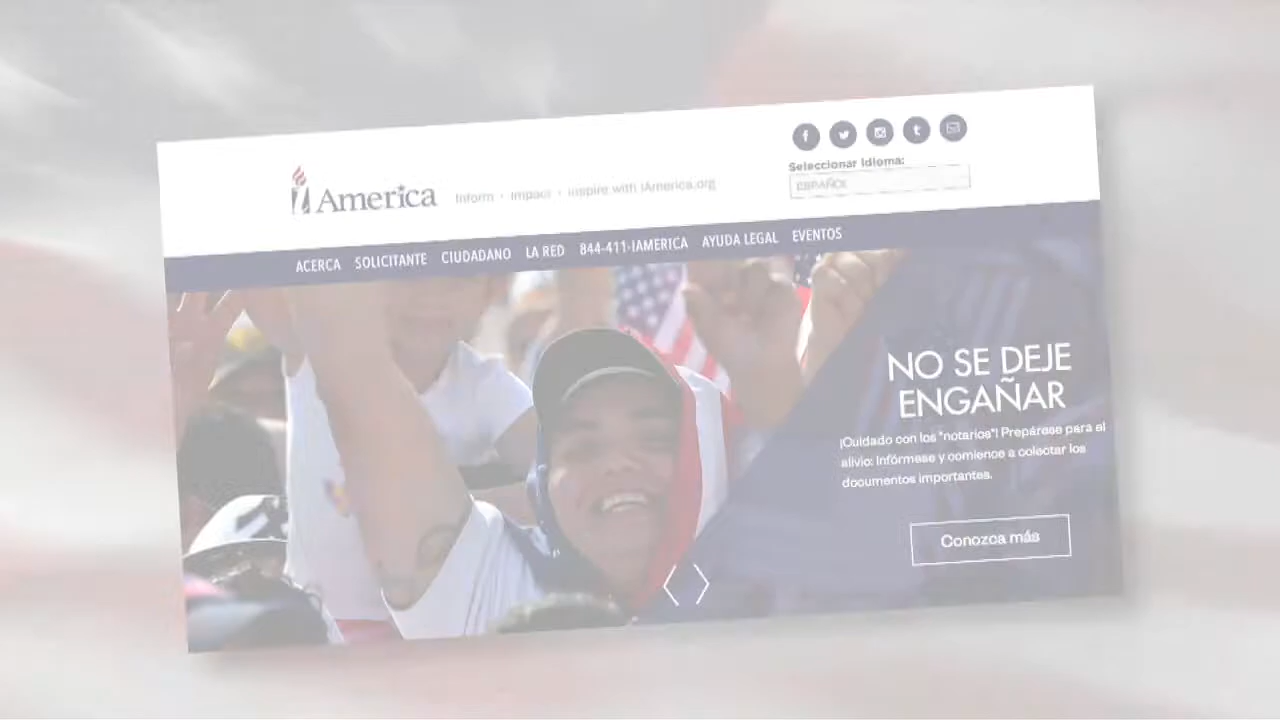 iAmerica
Inform · Impact · Inspire with iAmerica.org
Seleccionar Idioma:
ESPAÑOL
ACERCA SOLICITANTE CIUDADANO LA RED 844-411-IAMERICA AYUDA LEGAL EVENTOS
NO SE DEJE
ENGAÑAR
¡Cuidado con los "notarios"! Prepárese para el
alivio: Infórmese y comience a colectar los
documentos importantes.
Conozca más